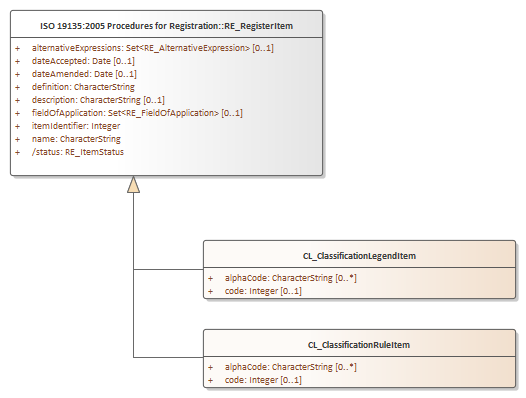 ISO 19135:2005 Procedures for Registration::RE_RegisterItem
+ alternativeExpressions: Set<RE_AlternativeExpression> [0..1]
+ dateAccepted: Date [0..1]
+ dateAmended: Date [0..1]
+ definition: CharacterString
+ description: CharacterString [0..1]
+ fieldOfApplication: Set<RE_FieldOfApplication> [0..1]
+ itemIdentifier: Integer
+ name: CharacterString
+ /status: RE_ItemStatus
CL_ClassificationLegendItem
+ alphaCode: CharacterString [0..*]
+ code: Integer [0..1]
CL_ClassificationRuleItem
+ alphaCode: CharacterString [0..*]
+ code: Integer [0..1]